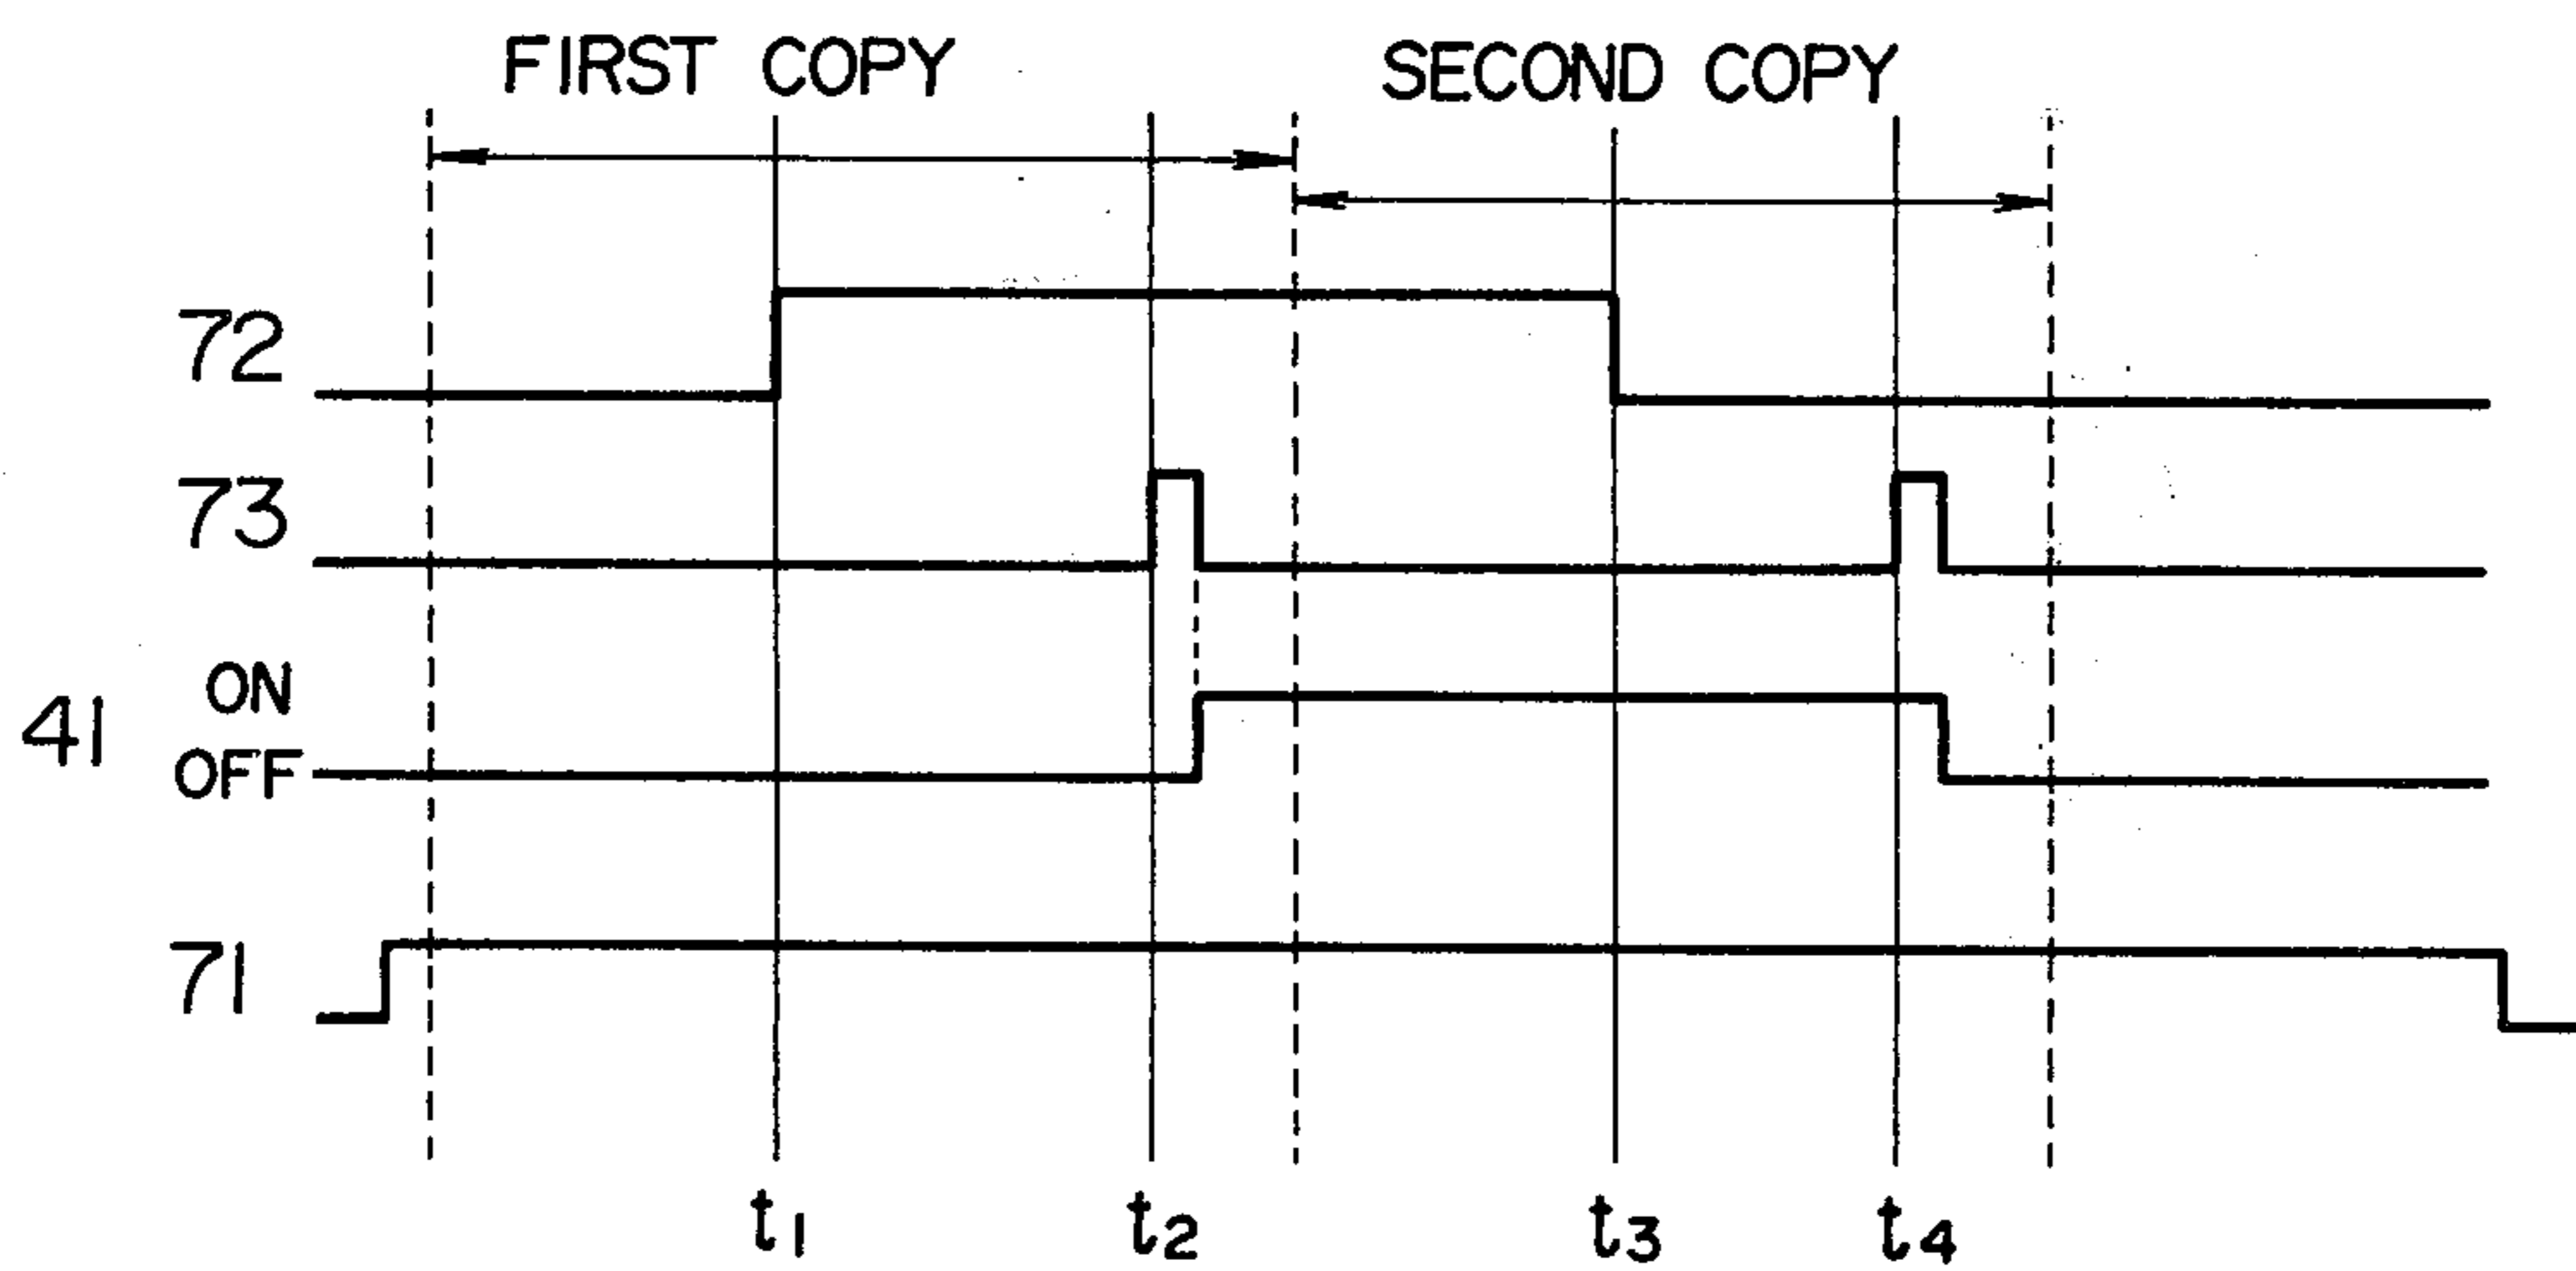 FIRST COPY
SECOND COPY
72
73
41
ON
OFF
71
t1
t2
t3
t4